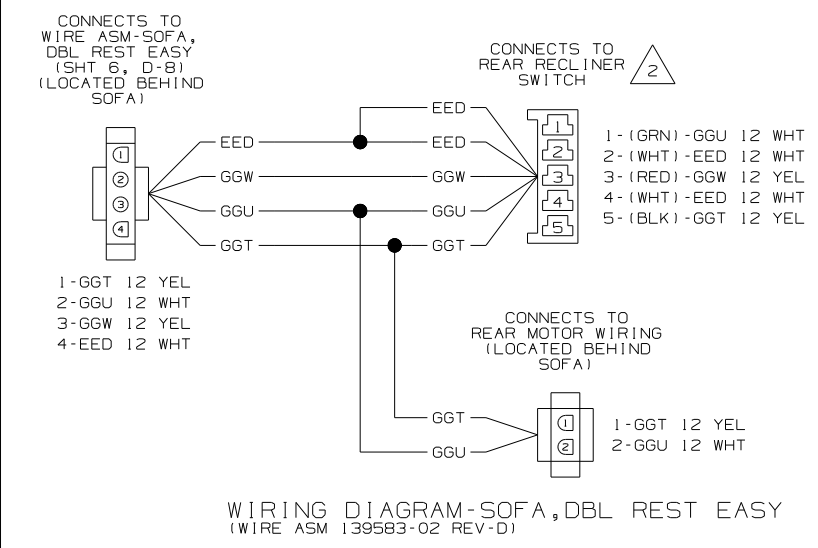 CONNECTS TO
WIRE ASM-SOFA,
DBL REST EASY
(SHT 6, D-8)
(LOCATED BEHIND
SOFA)
CONNECTS TO
REAR RECLINER
SWITCH
2
EED
EED
EED
GGW
GGW
GGU
GGU
GGT
GGT
1
2
3
4
1
2
3
4
5
1-(GRN)-GGU 12 WHT
2-(WHT)-EED 12 WHT
3-(RED)-GGW 12 YEL
4-(WHT)-EED 12 WHT
5-(BLK)-GGT 12 YEL
1-GGT 12 YEL
2-GGU 12 WHT
3-GGW 12 YEL
4-EED 12 WHT
CONNECTS TO
REAR MOTOR WIRING
(LOCATED BEHIND
SOFA)
GGT
GGU
1
2
1-GGT 12 YEL
2-GGU 12 WHT
WIRING DIAGRAM-SOFA,DBL REST EASY
(WIRE ASM 139583-02 REV-D)